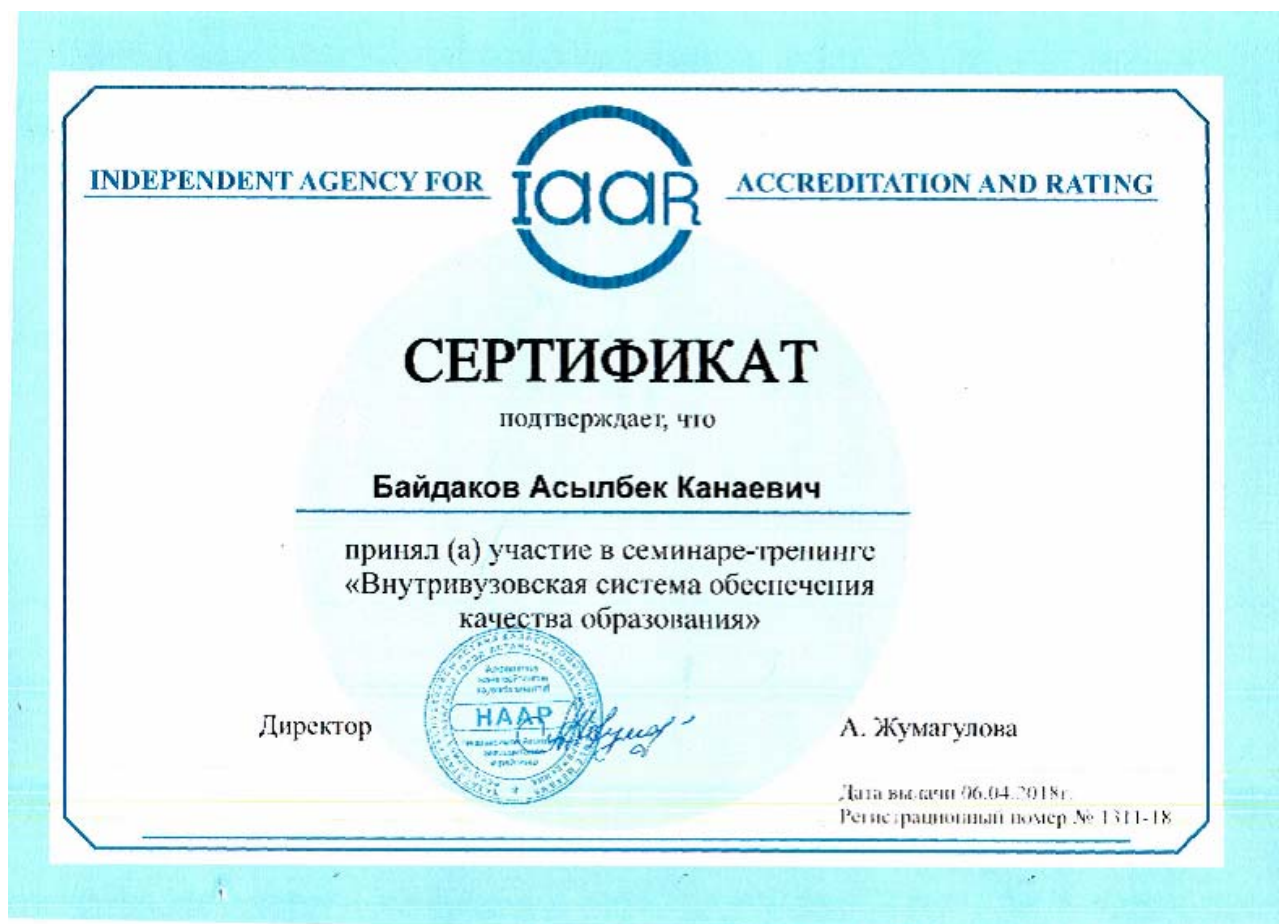 INDEPENDENT AGENCY FOR IAAR ACCREDITATION AND RATING
СЕРТИФИКАТ
подтверждает, что
Байдаков Асылбек Канаевич
принял (а) участие в семинаре-тренинге
«Внутривузовская система обеспечения
качества образования»
НААР
Директор
А. Жумагулова
Дата выдачи 06.04.2018г.
Регистрационный номер № 1311-18